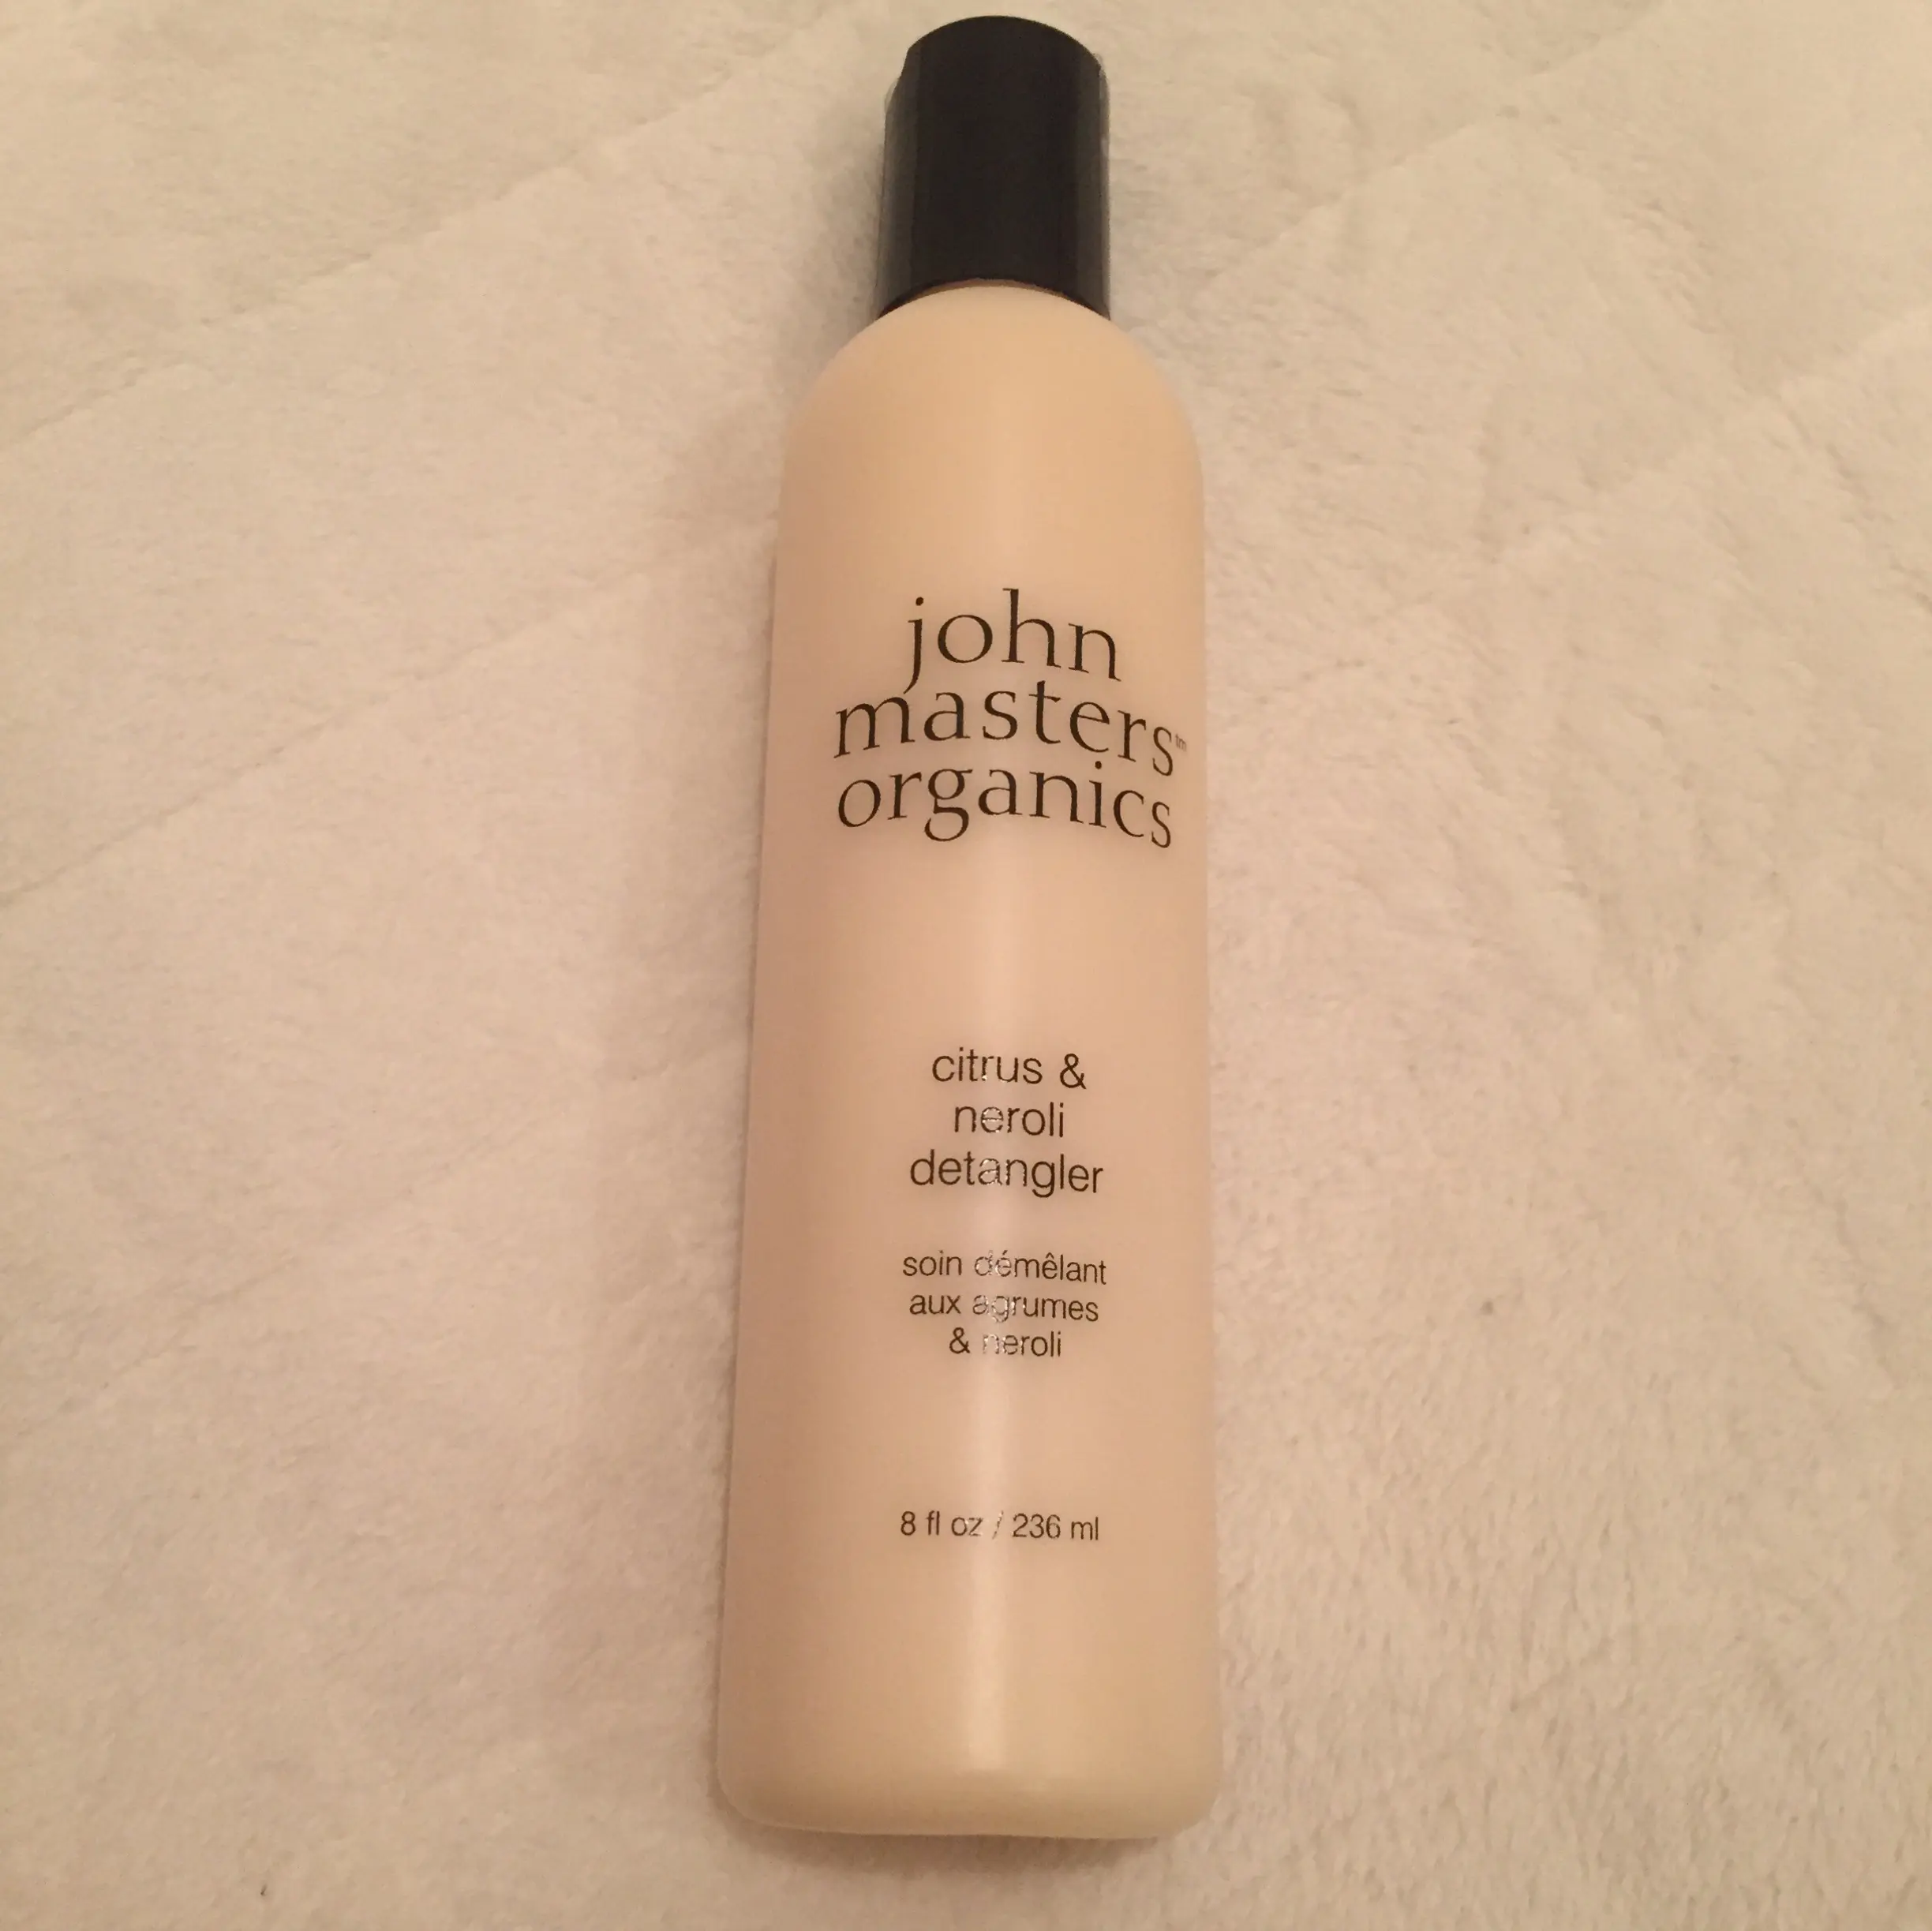 john
masters™
organics
citrus &
neroli
detangler
soin démêlant
aux agrumes
& neroli
8 fl oz / 236 ml